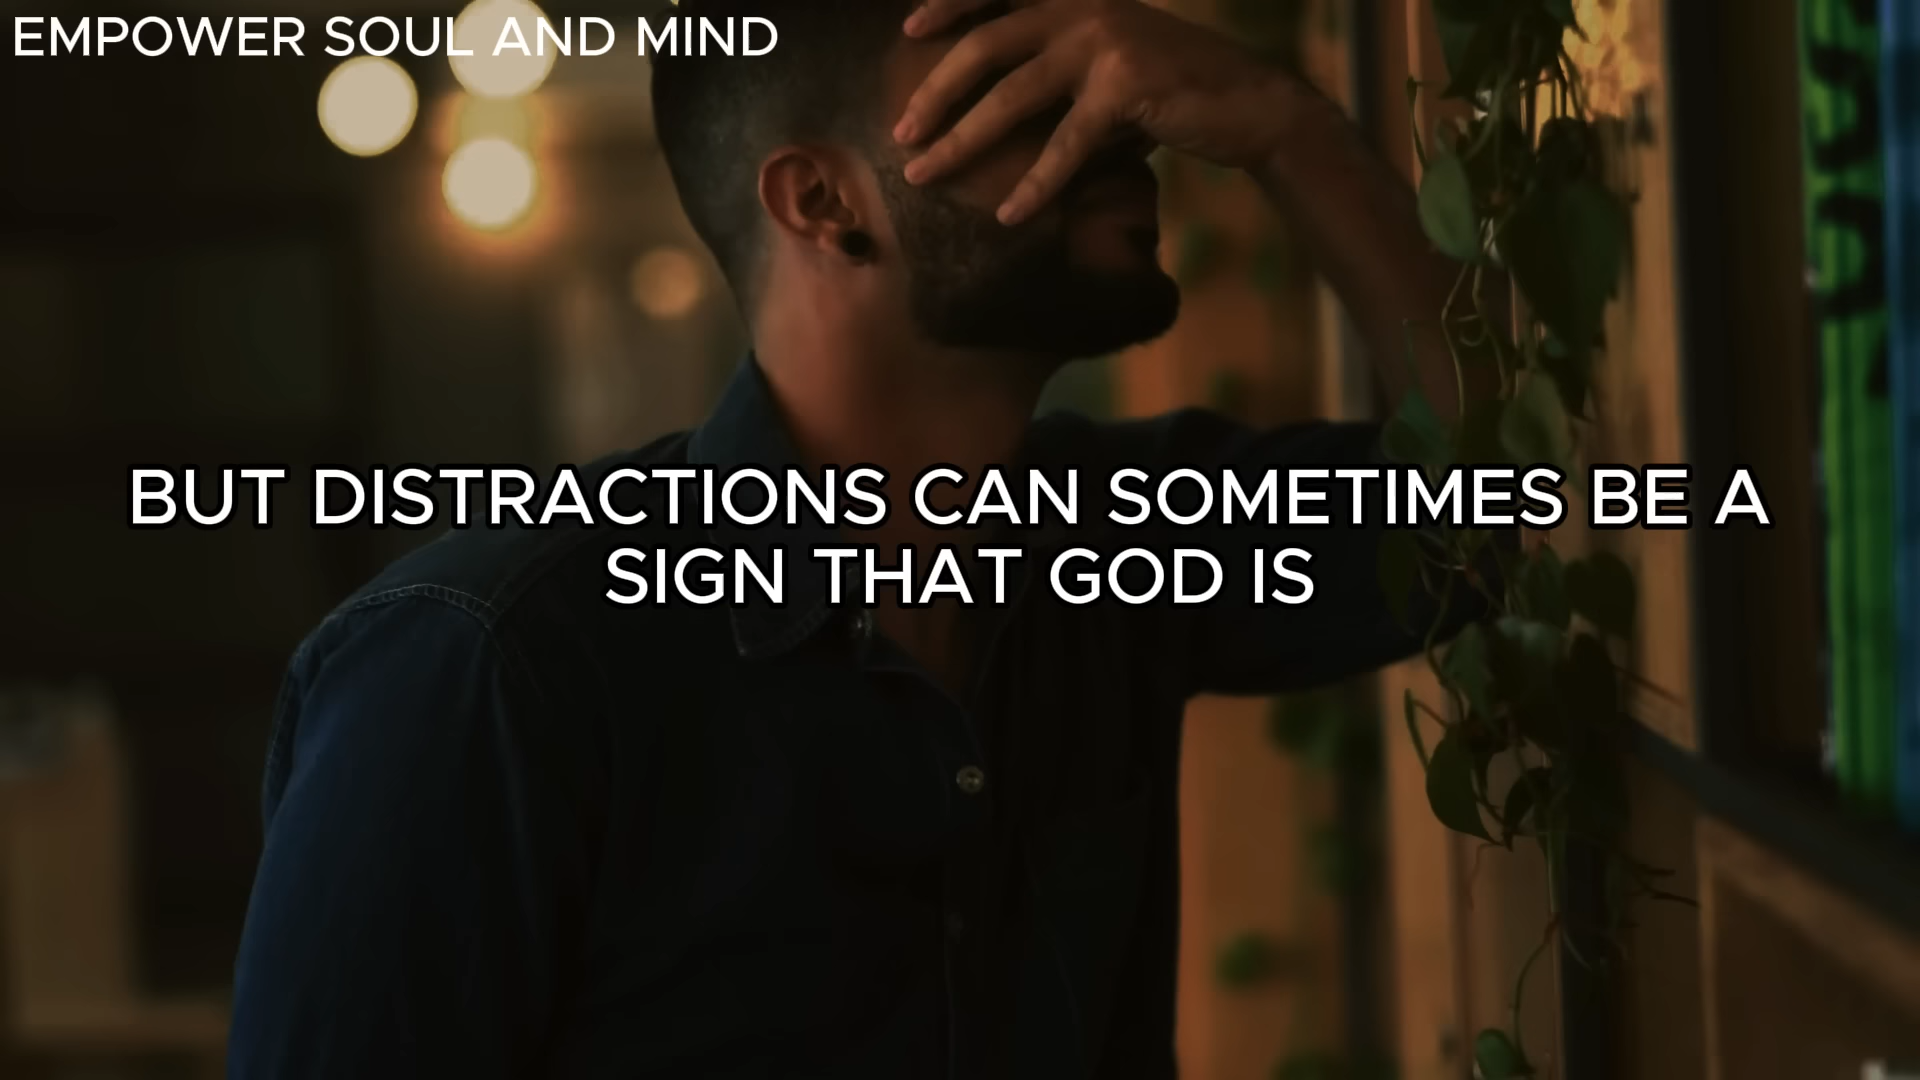 EMPOWER SOUL AND MIND
BUT DISTRACTIONS CAN SOMETIMES BE A
SIGN THAT GOD IS